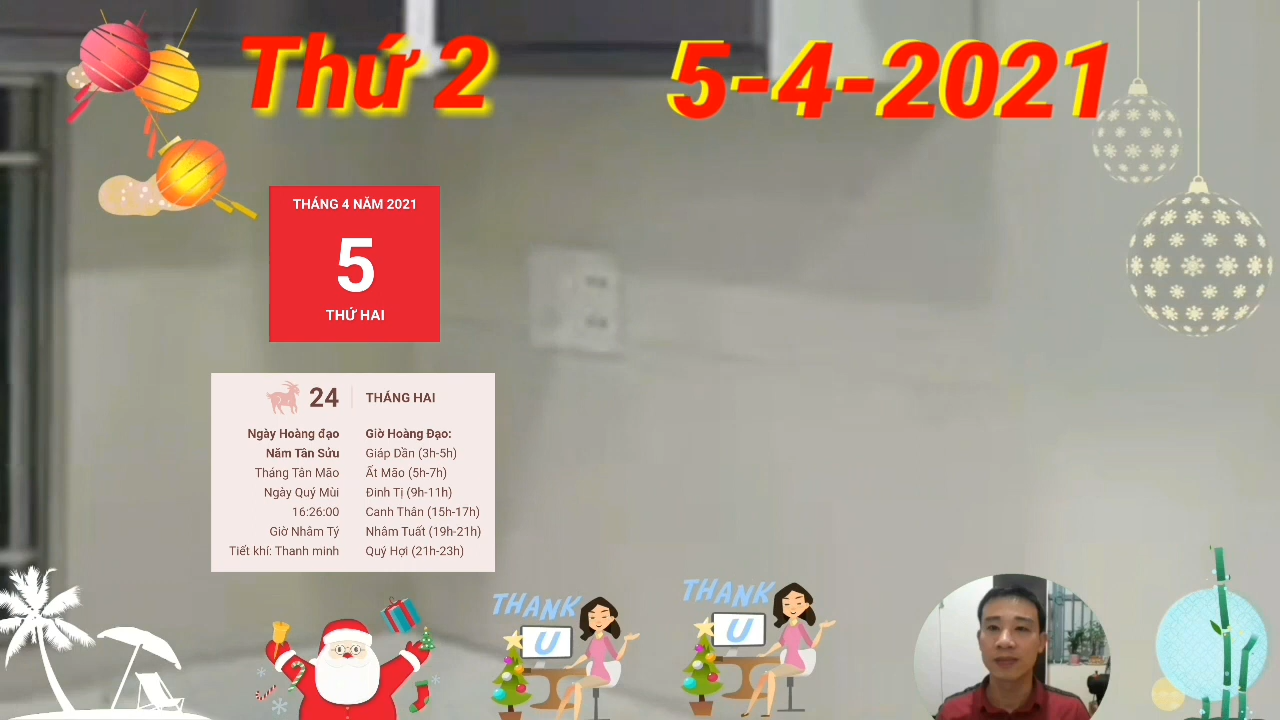 Thứ 2
5-4-2021
THÁNG 4 NĂM 2021
5
THỨ HAI
24
THÁNG HAI
Ngày Hoàng đạo
Năm Tân Sửu
Tháng Tân Mão
Ngày Quý Mùi
16:26:00
Giờ Nhâm Tý
Tiết khí: Thanh minh
Giờ Hoàng Đạo:
Giáp Dần (3h-5h)
Ất Mão (5h-7h)
Đinh Tị (9h-11h)
Canh Thân (15h-17h)
Nhâm Tuất (19h-21h)
Quý Hợi (21h-23h)
THANK
U
THANK
U